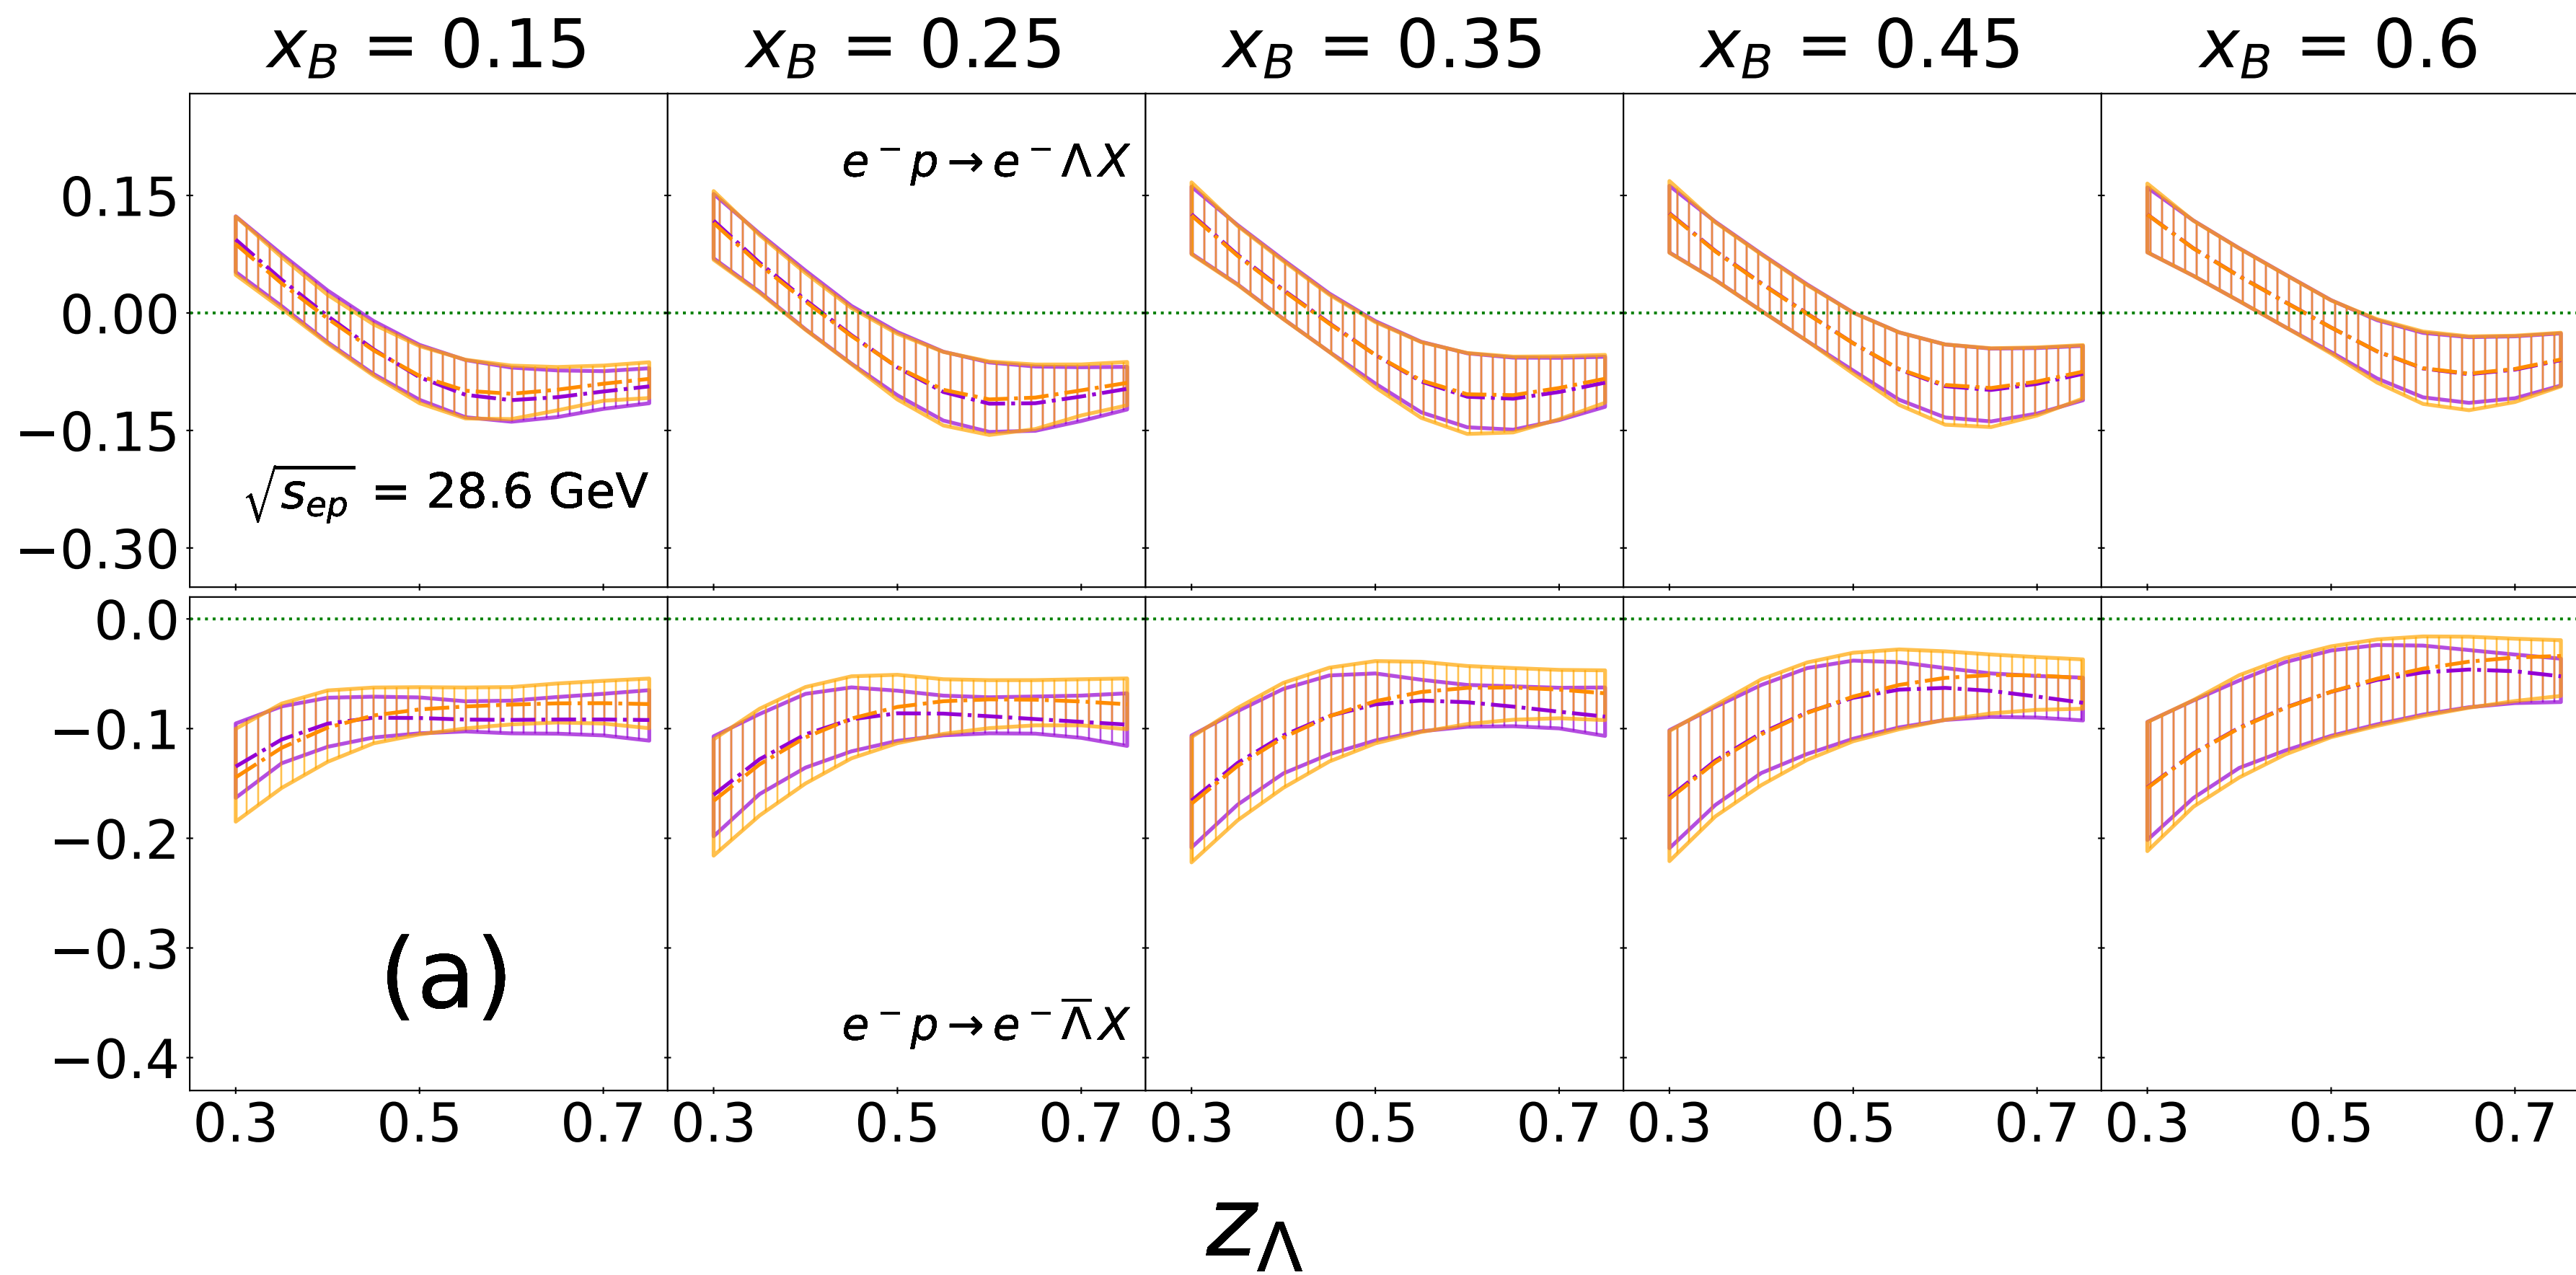 x_B = 0.15 x_B = 0.25 x_B = 0.35 x_B = 0.45 x_B = 0.6
e⁻p → e⁻ΛX
0.15
0.00
−0.15
√s_ep = 28.6 GeV
−0.30
0.0
−0.1
−0.2
−0.3
(a)
e⁻p → e⁻Λ̅X
−0.4
0.3 0.5 0.7 0.3 0.5 0.7 0.3 0.5 0.7 0.3 0.5 0.7 0.3 0.5 0.7
z_Λ